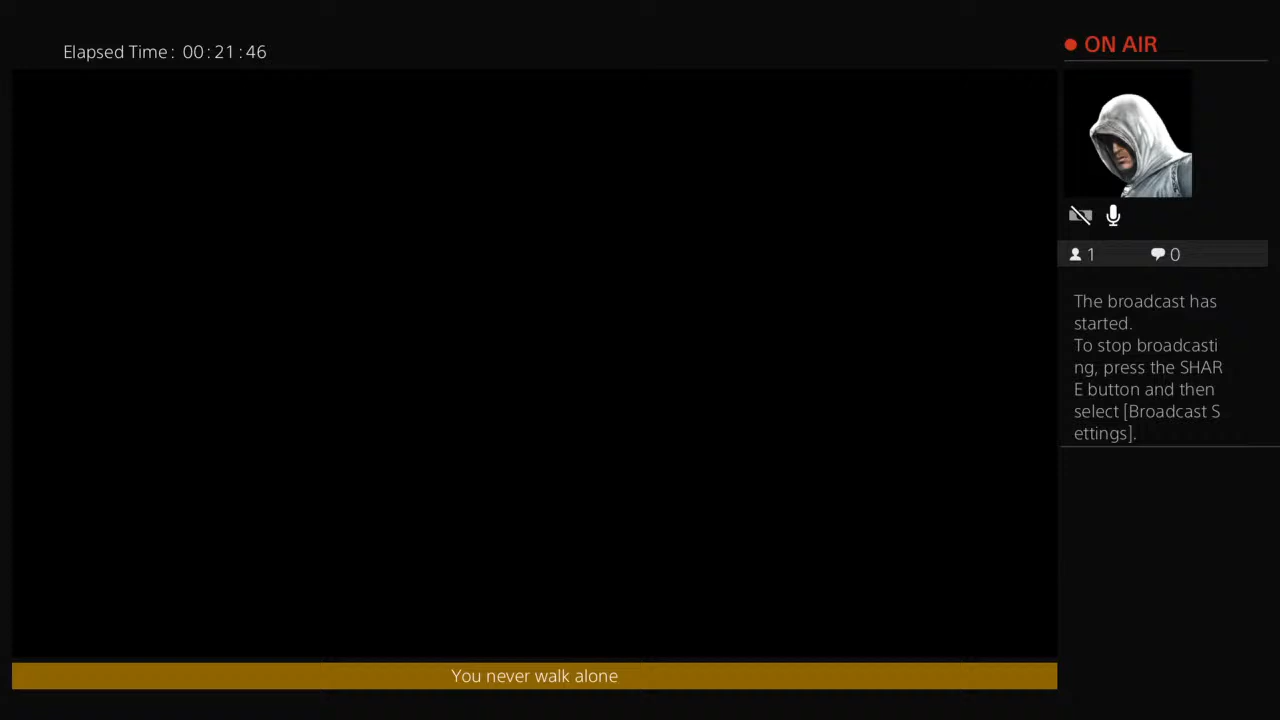 Elapsed Time: 00:21:46
ON AIR
1 0
The broadcast has
started.
To stop broadcasti
ng, press the SHAR
E button and then
select [Broadcast S
ettings].
You never walk alone